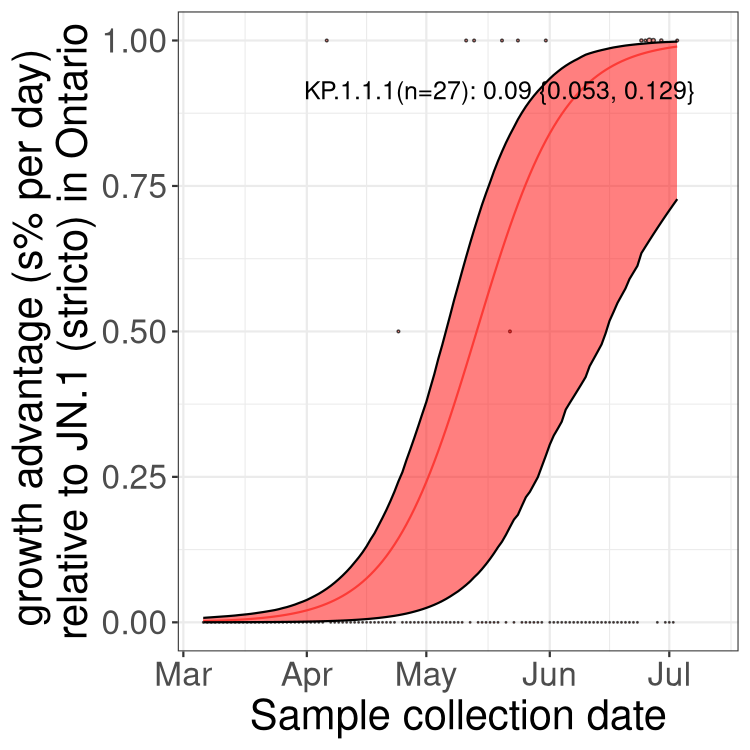 growth advantage (s% per day)
relative to JN.1 (stricto) in Ontario
1.00
0.75
0.50
0.25
0.00
KP.1.1.1(n=27): 0.09 {0.053, 0.129}
Mar Apr May Jun Jul
Sample collection date